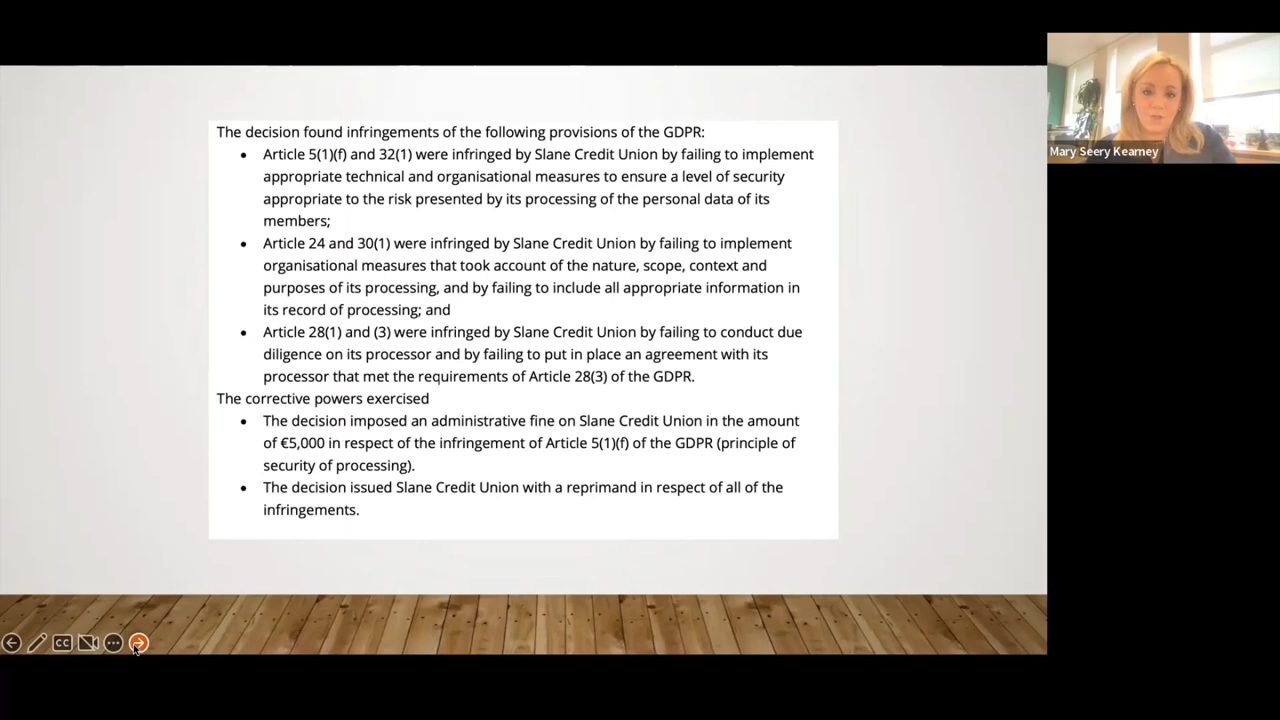 The decision found infringements of the following provisions of the GDPR:
• Article 5(1)(f) and 32(1) were infringed by Slane Credit Union by failing to implement
appropriate technical and organisational measures to ensure a level of security
appropriate to the risk presented by its processing of the personal data of its
members;
• Article 24 and 30(1) were infringed by Slane Credit Union by failing to implement
organisational measures that took account of the nature, scope, context and
purposes of its processing, and by failing to include all appropriate information in
its record of processing; and
• Article 28(1) and (3) were infringed by Slane Credit Union by failing to conduct due
diligence on its processor and by failing to put in place an agreement with its
processor that met the requirements of Article 28(3) of the GDPR.
The corrective powers exercised
• The decision imposed an administrative fine on Slane Credit Union in the amount
of €5,000 in respect of the infringement of Article 5(1)(f) of the GDPR (principle of
security of processing).
• The decision issued Slane Credit Union with a reprimand in respect of all of the
infringements.
Mary Seery Kearney
CC